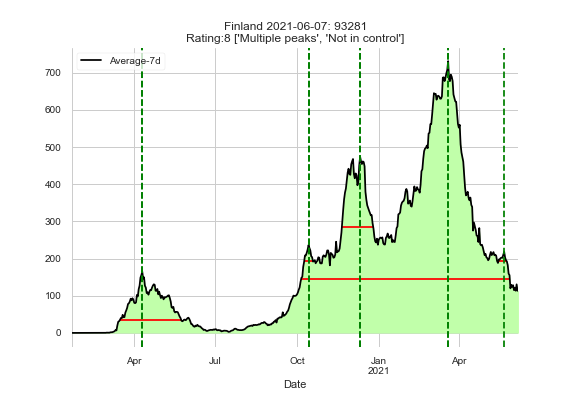 Finland 2021-06-07: 93281
Rating:8 ['Multiple peaks', 'Not in control']
Average-7d
700
600
500
400
300
200
100
0
Apr Jul Oct Jan Apr
2021
Date